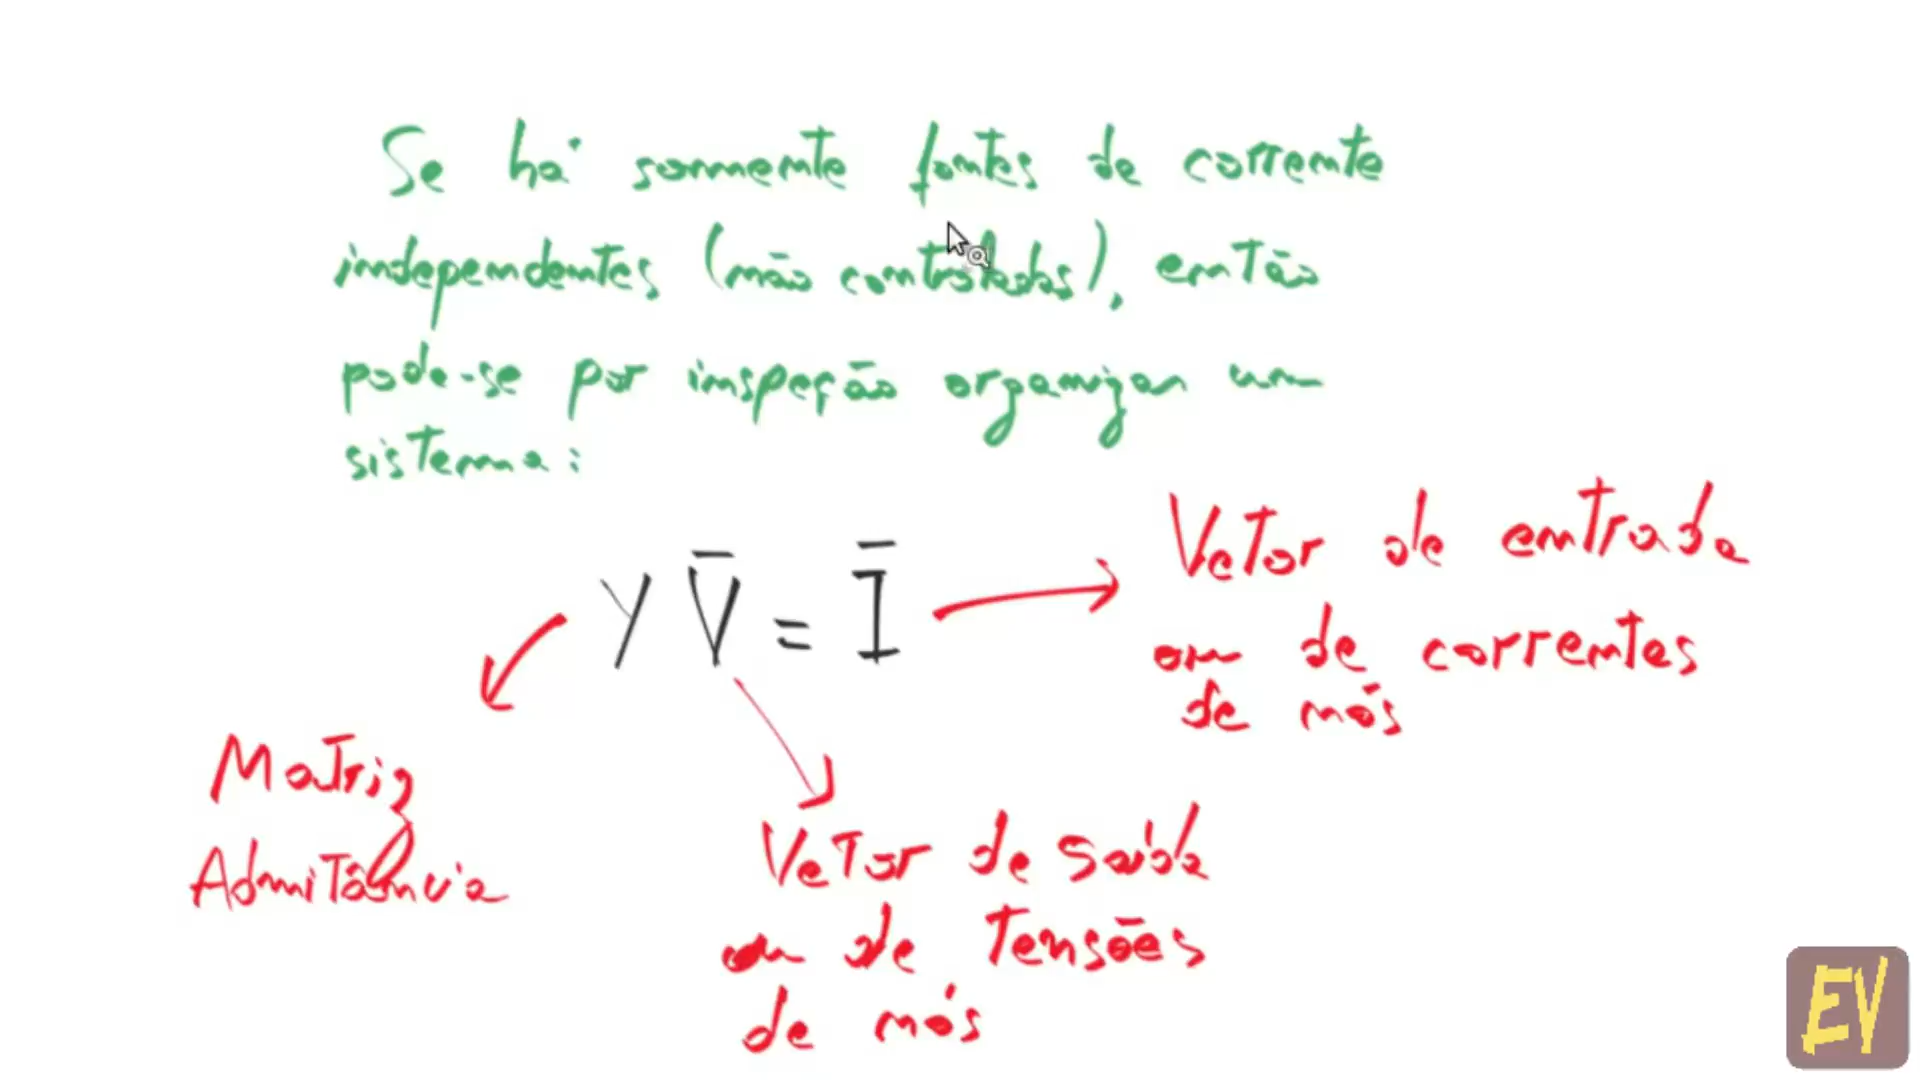 Se há somente fontes de corrente
independentes (não controladas), então
pode-se por inspeção organizar um
sistema:
Y V̅ = I̅
Vetor de entrada
ou de correntes
de nós
Matriz
Admitância
Vetor de saída
ou de tensões
de nós
EV